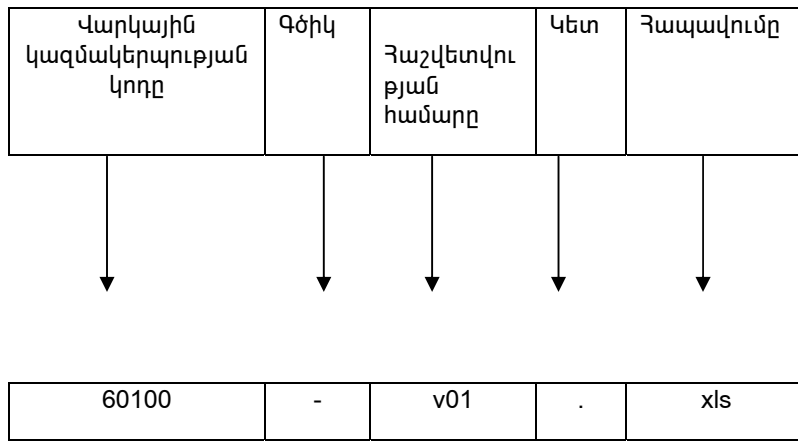 Վարկային
կազմակերպության
կոդը
Գծիկ
Հաշվետվու
թյան
համարը
Կետ
Հապավումը
60100
-
v01
.
xls